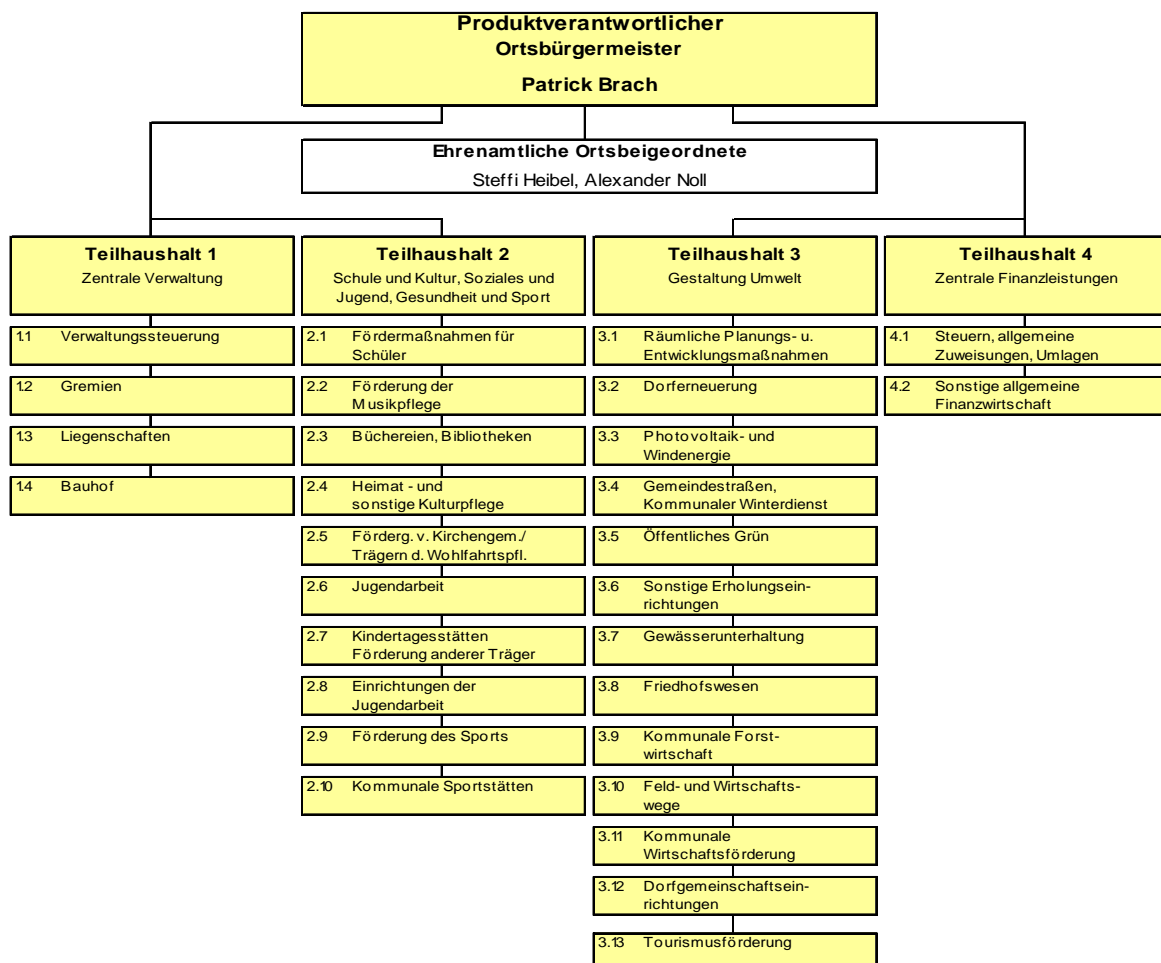 Produktverantwortlicher
Ortsbürgermeister
Patrick Brach
Ehrenamtliche Ortsbeigeordnete
Steffi Heibel, Alexander Noll
Teilhaushalt 1
Zentrale Verwaltung
1.1 Verwaltungssteuerung
1.2 Gremien
1.3 Liegenschaften
1.4 Bauhof
Teilhaushalt 2
Schule und Kultur, Soziales und
Jugend, Gesundheit und Sport
2.1 Fördermaßnahmen für
Schüler
2.2 Förderung der
Musikpflege
2.3 Büchereien, Bibliotheken
2.4 Heimat - und
sonstige Kulturpflege
2.5 Förderg. v. Kirchengem./
Trägern d. Wohlfahrtspfl.
2.6 Jugendarbeit
2.7 Kindertagesstätten
Förderung anderer Träger
2.8 Einrichtungen der
Jugendarbeit
2.9 Förderung des Sports
2.10 Kommunale Sportstätten
Teilhaushalt 3
Gestaltung Umwelt
3.1 Räumliche Planungs- u.
Entwicklungsmaßnahmen
3.2 Dorferneuerung
3.3 Photovoltaik- und
Windenergie
3.4 Gemeindestraßen,
Kommunaler Winterdienst
3.5 Öffentliches Grün
3.6 Sonstige Erholungsein-
richtungen
3.7 Gewässerunterhaltung
3.8 Friedhofswesen
3.9 Kommunale Forst-
wirtschaft
3.10 Feld- und Wirtschafts-
wege
3.11 Kommunale
Wirtschaftsförderung
3.12 Dorfgemeinschaftsein-
richtungen
3.13 Tourismusförderung
Teilhaushalt 4
Zentrale Finanzleistungen
4.1 Steuern, allgemeine
Zuweisungen, Umlagen
4.2 Sonstige allgemeine
Finanzwirtschaft